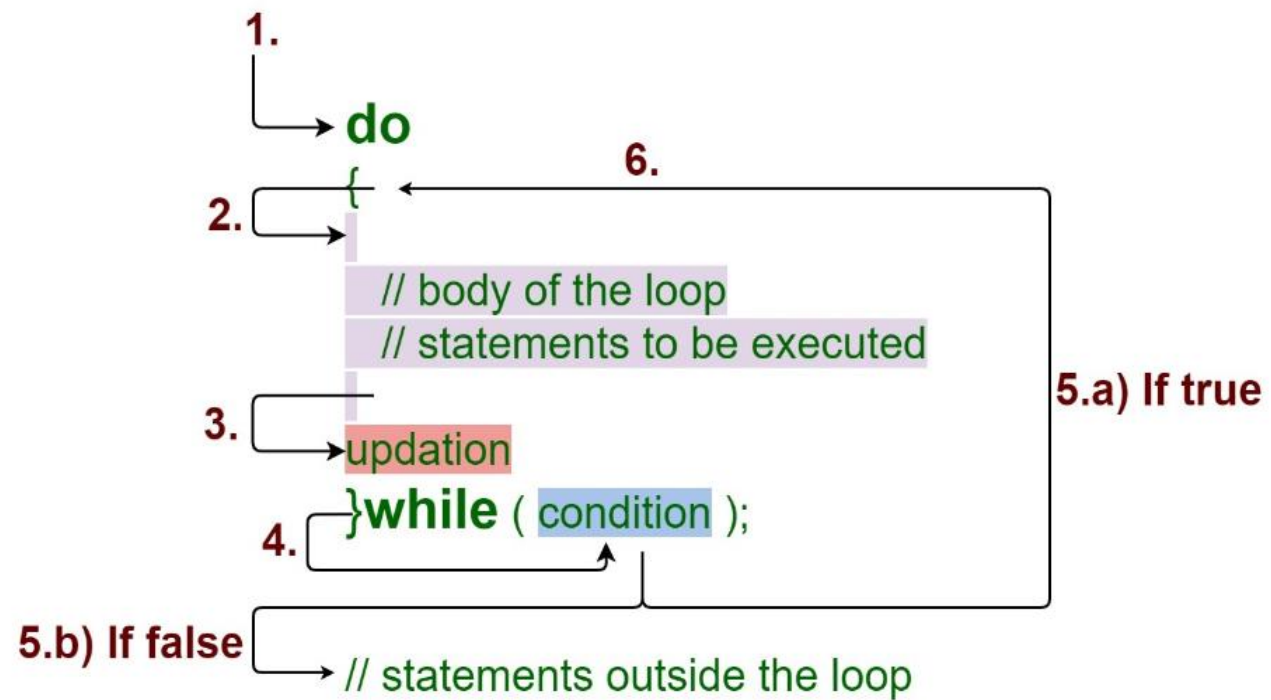 1.
do
{
6.
2.
// body of the loop
// statements to be executed
5.a) If true
3.
updation
}while ( condition );
4.
5.b) If false
// statements outside the loop